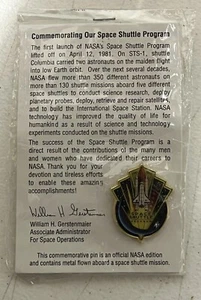 Commemorating Our Space Shuttle Program
The first launch of NASA's Space Shuttle Program
lifted off on April 12, 1981. On STS-1, shuttle
Columbia carried two astronauts on the maiden flight
into low Earth orbit. Over the next several decades,
NASA flew more than 350 different astronauts on
more than 130 shuttle missions aboard five different
space shuttles to conduct science research, deploy
planetary probes, deploy, retrieve and repair satellites,
and to build the International Space Station. NASA
technology has improved the quality of life for
humankind as a result of science and technology
experiments conducted on the shuttle missions.
The success of the Space Shuttle Program is a
direct result of the contributions of the many men
and women who have dedicated their careers to
NASA. Thank you for your
devotion and tireless efforts
to enable these amazing
accomplishments!
William H. Gerstenmaier
William H. Gerstenmaier
Associate Administrator
For Space Operations
This commemorative pin is an official NASA edition
and contains metal flown aboard a space shuttle mission.